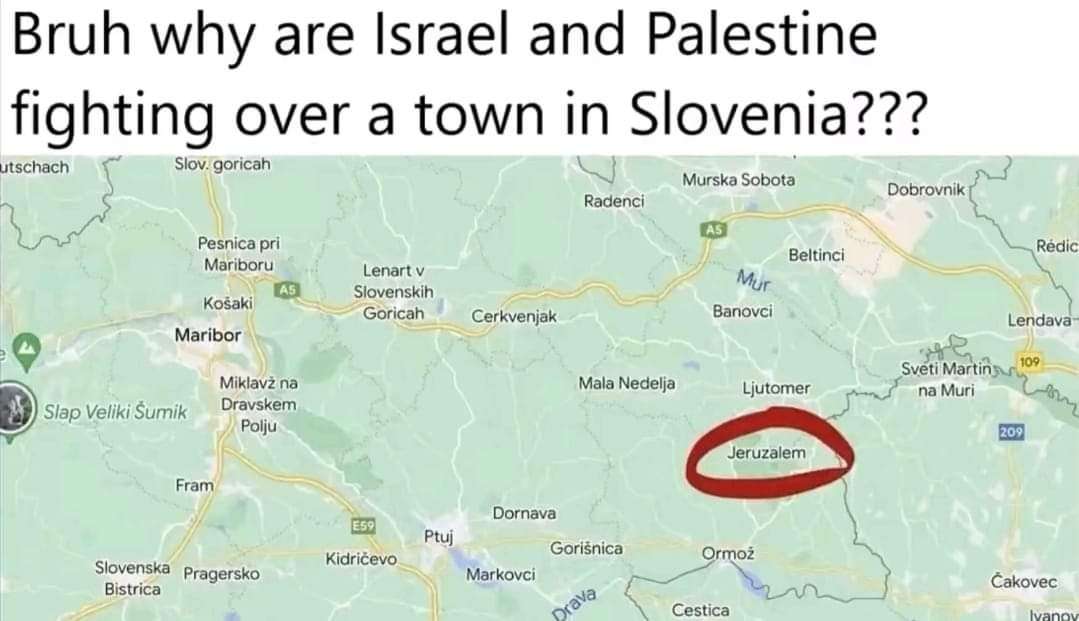 Bruh why are Israel and Palestine
fighting over a town in Slovenia???
utschach
Slov. goricah
Murska Sobota
Radenci
Dobrovnik
A5
Pesnica pri
Mariboru
Beltinci
Rédic
Lenart v
Slovenskih
Goricah
A5
Mur
Košaki
Cerkvenjak
Banovci
Lendava
Maribor
Sveti Martin
na Muri
109
Miklavž na
Dravskem
Polju
Mala Nedelja
Ljutomer
Slap Veliki Šumik
209
Jeruzalem
Fram
E59
Dornava
Ptuj
Gorišnica
Ormož
Kidričevo
Slovenska
Bistrica
Pragersko
Markovci
Čakovec
Drava
Cestica
Ivanov